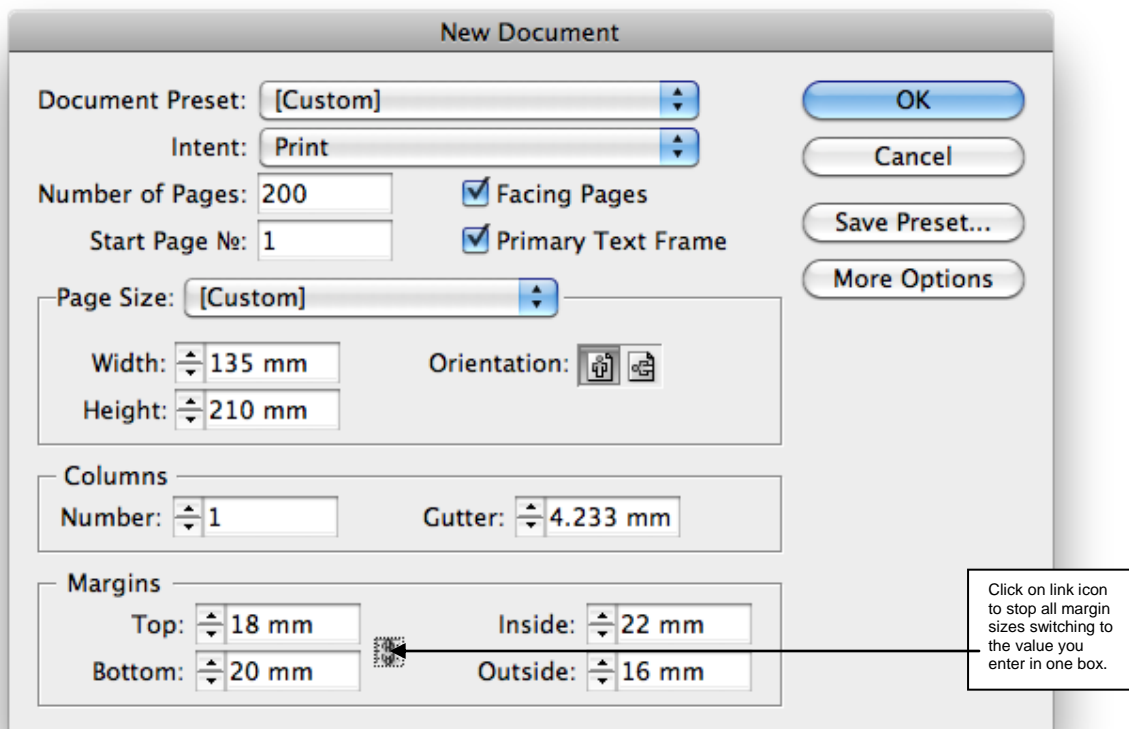 New Document
Document Preset: [Custom]
OK
Intent: Print
Cancel
Number of Pages: 200
Facing Pages
Save Preset...
Start Page №: 1
Primary Text Frame
More Options
Page Size: [Custom]
Width: 135 mm
Orientation:
Height: 210 mm
Columns
Number: 1
Gutter: 4.233 mm
Margins
Top: 18 mm
Inside: 22 mm
Bottom: 20 mm
Outside: 16 mm
Click on link icon
to stop all margin
sizes switching to
the value you
enter in one box.